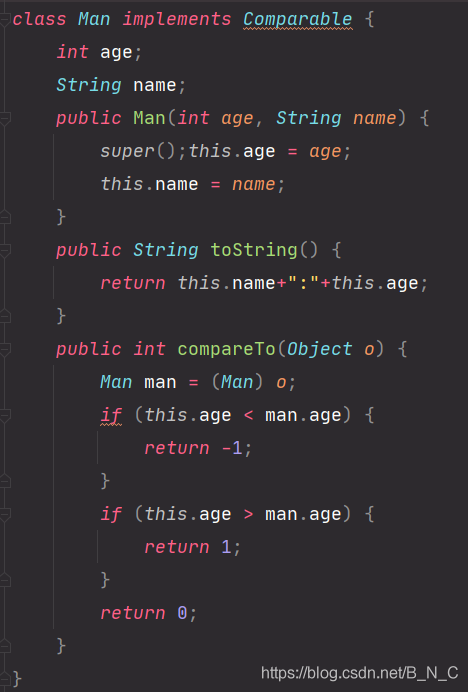 class Man implements Comparable {
    int age;
    String name;
    public Man(int age, String name) {
        super();this.age = age;
        this.name = name;
    }
    public String toString() {
        return this.name+":"+this.age;
    }
    public int compareTo(Object o) {
        Man man = (Man) o;
        if (this.age < man.age) {
            return -1;
        }
        if (this.age > man.age) {
            return 1;
        }
        return 0;
    }
}
https://blog.csdn.net/B_N_C